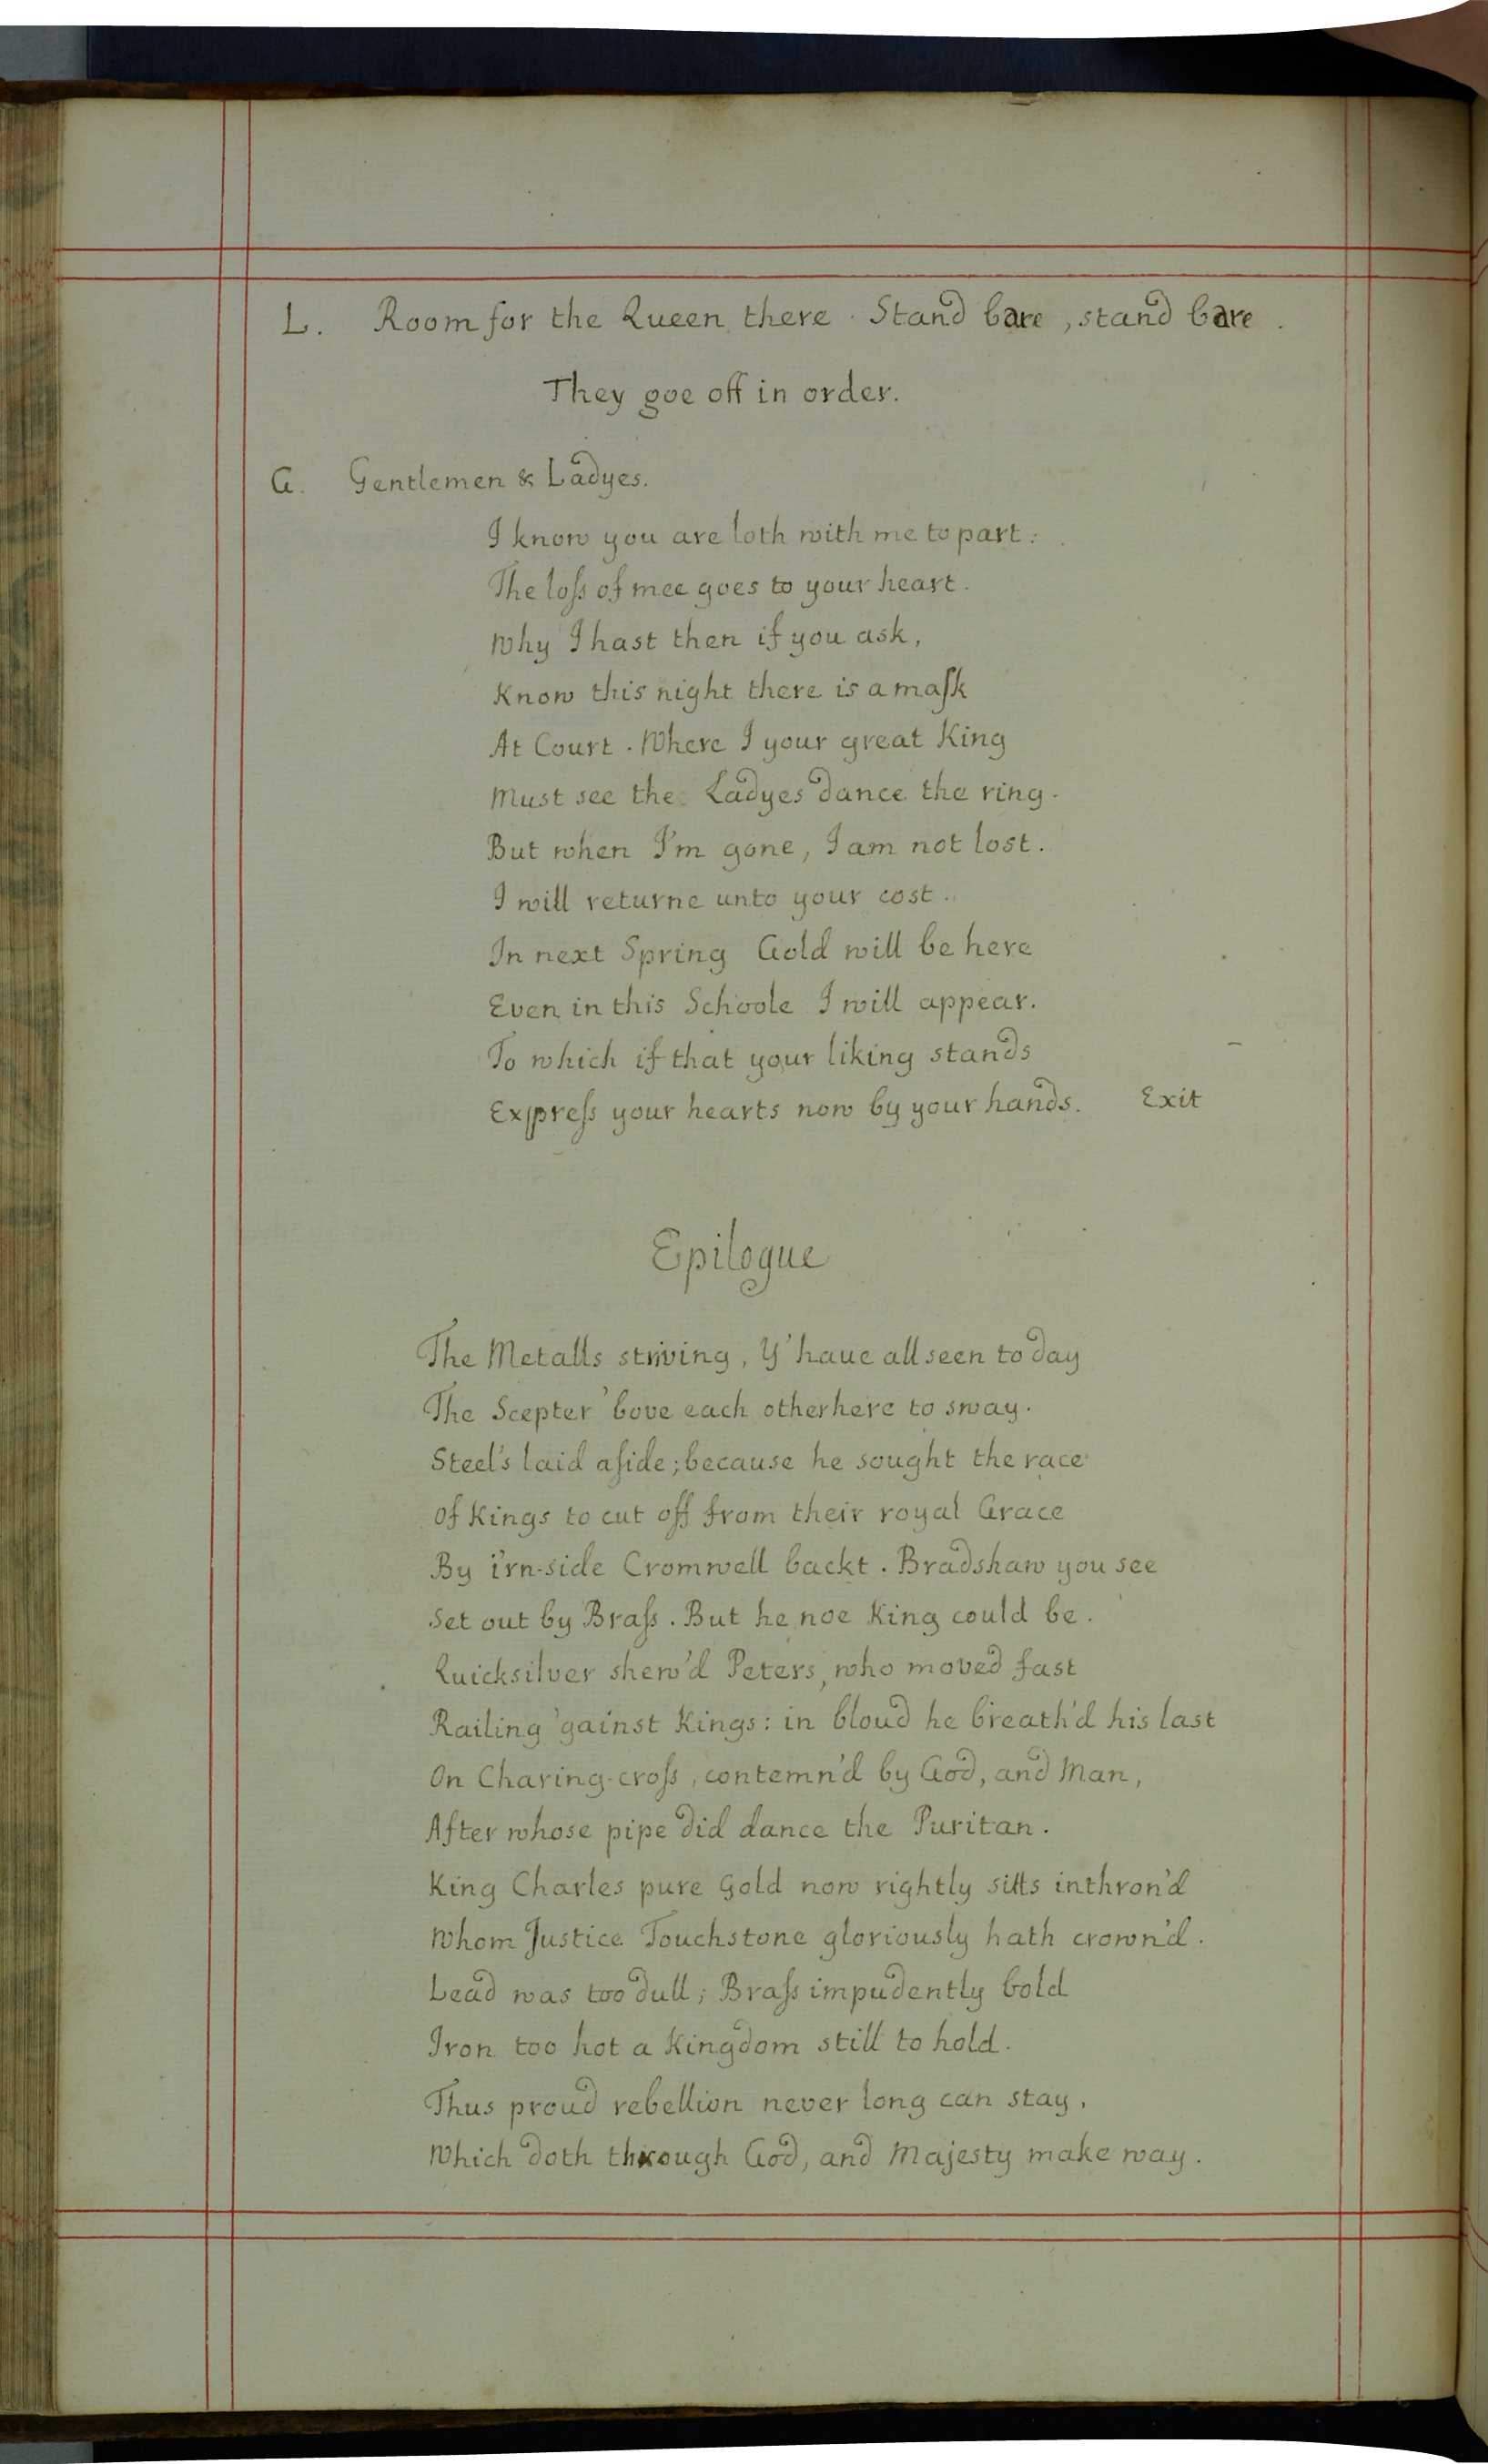 L. Room for the Queen there. Stand bare, stand bare.
They goe off in order.
G. Gentlemen & Ladyes.
I know you are loth with me to part:
The loſs of mee goes to your heart.
Why I hast then if you ask,
Know this night there is a maſk
At Court. Where I your great King
Must see the Ladyes dance the ring.
But when I'm gone, I am not lost.
I will returne unto your cost.
In next Spring Gold will be here
Even in this Schoole I will appear.
To which if that your liking stands
Expreſs your hearts now by your hands. Exit
Epilogue
The Metalls striving, Y' haue all seen to day
The Scepter 'bove each other here to sway.
Steel's laid aſide; because he sought the race
Of Kings to cut off from their royal Grace
By i'rn-side Cromwell backt. Bradshaw you see
Set out by Braſs. But he noe King could be.
Quicksilver shew'd Peters, who moved fast
Railing 'gainst Kings: in bloud he breath'd his last
On Charing-croſs, contemn'd by God, and Man,
After whose pipe did dance the Puritan.
King Charles pure Gold now rightly sitts inthron'd
Whom Justice Touchstone gloriously hath crown'd.
Lead was too dull; Braſs impudently bold
Iron too hot a Kingdom still to hold.
Thus proud rebellion never long can stay,
Which doth through God, and Majesty make way.